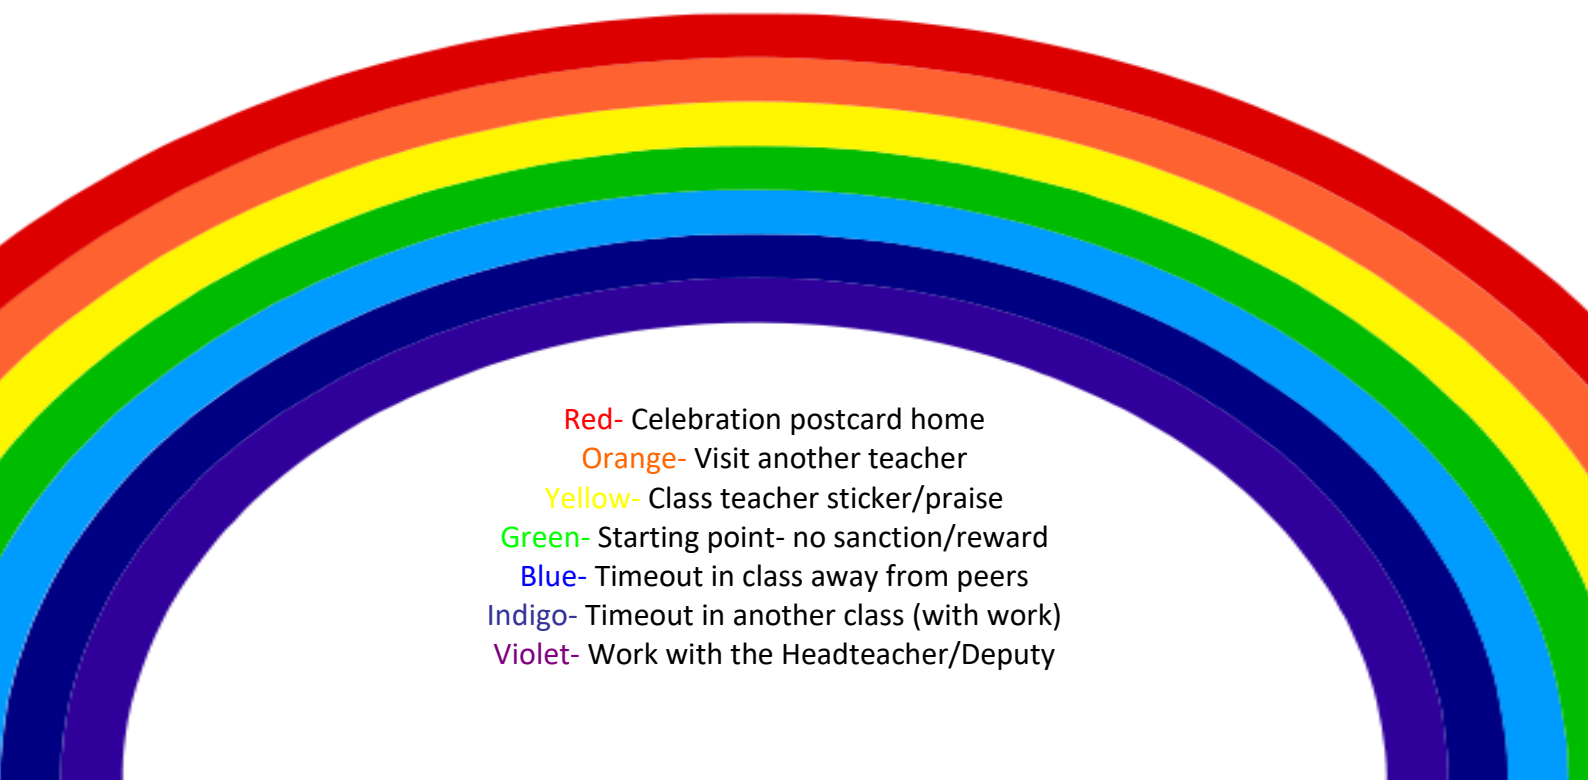 Red- Celebration postcard home
Orange- Visit another teacher
Yellow- Class teacher sticker/praise
Green- Starting point- no sanction/reward
Blue- Timeout in class away from peers
Indigo- Timeout in another class (with work)
Violet- Work with the Headteacher/Deputy